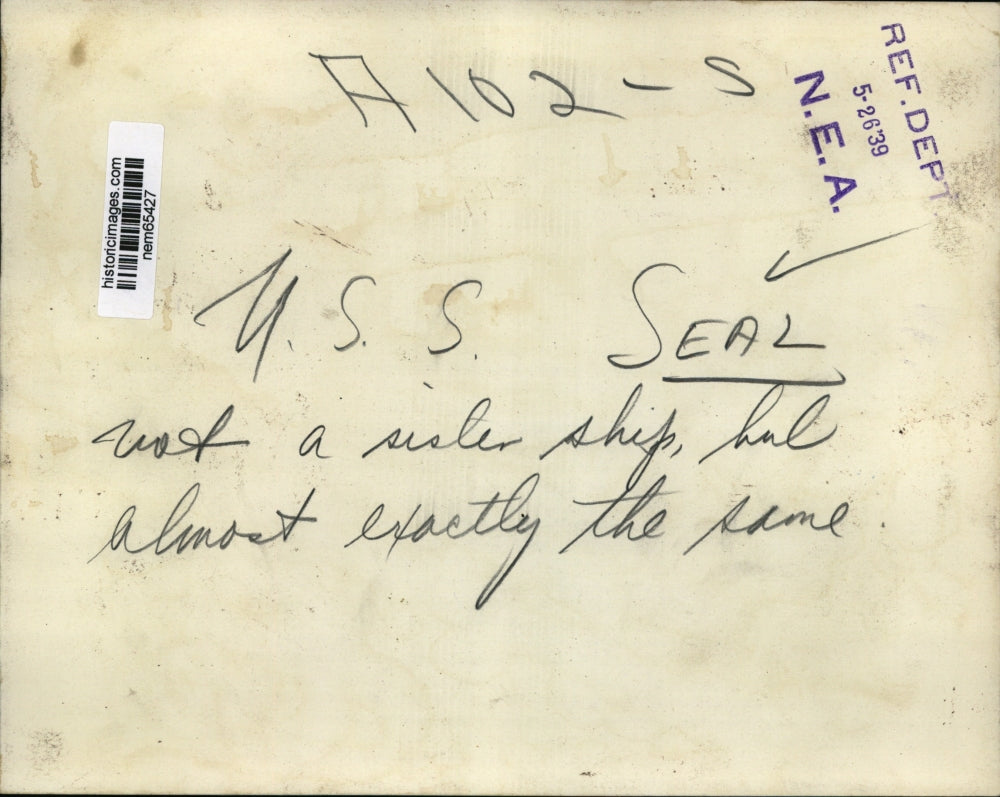 A102-S
REF. DEPT
5-26 39
N.E.A.
historicimages.com
nem65427
U.S.S. SEAL
not a sister ship, but
almost exactly the same